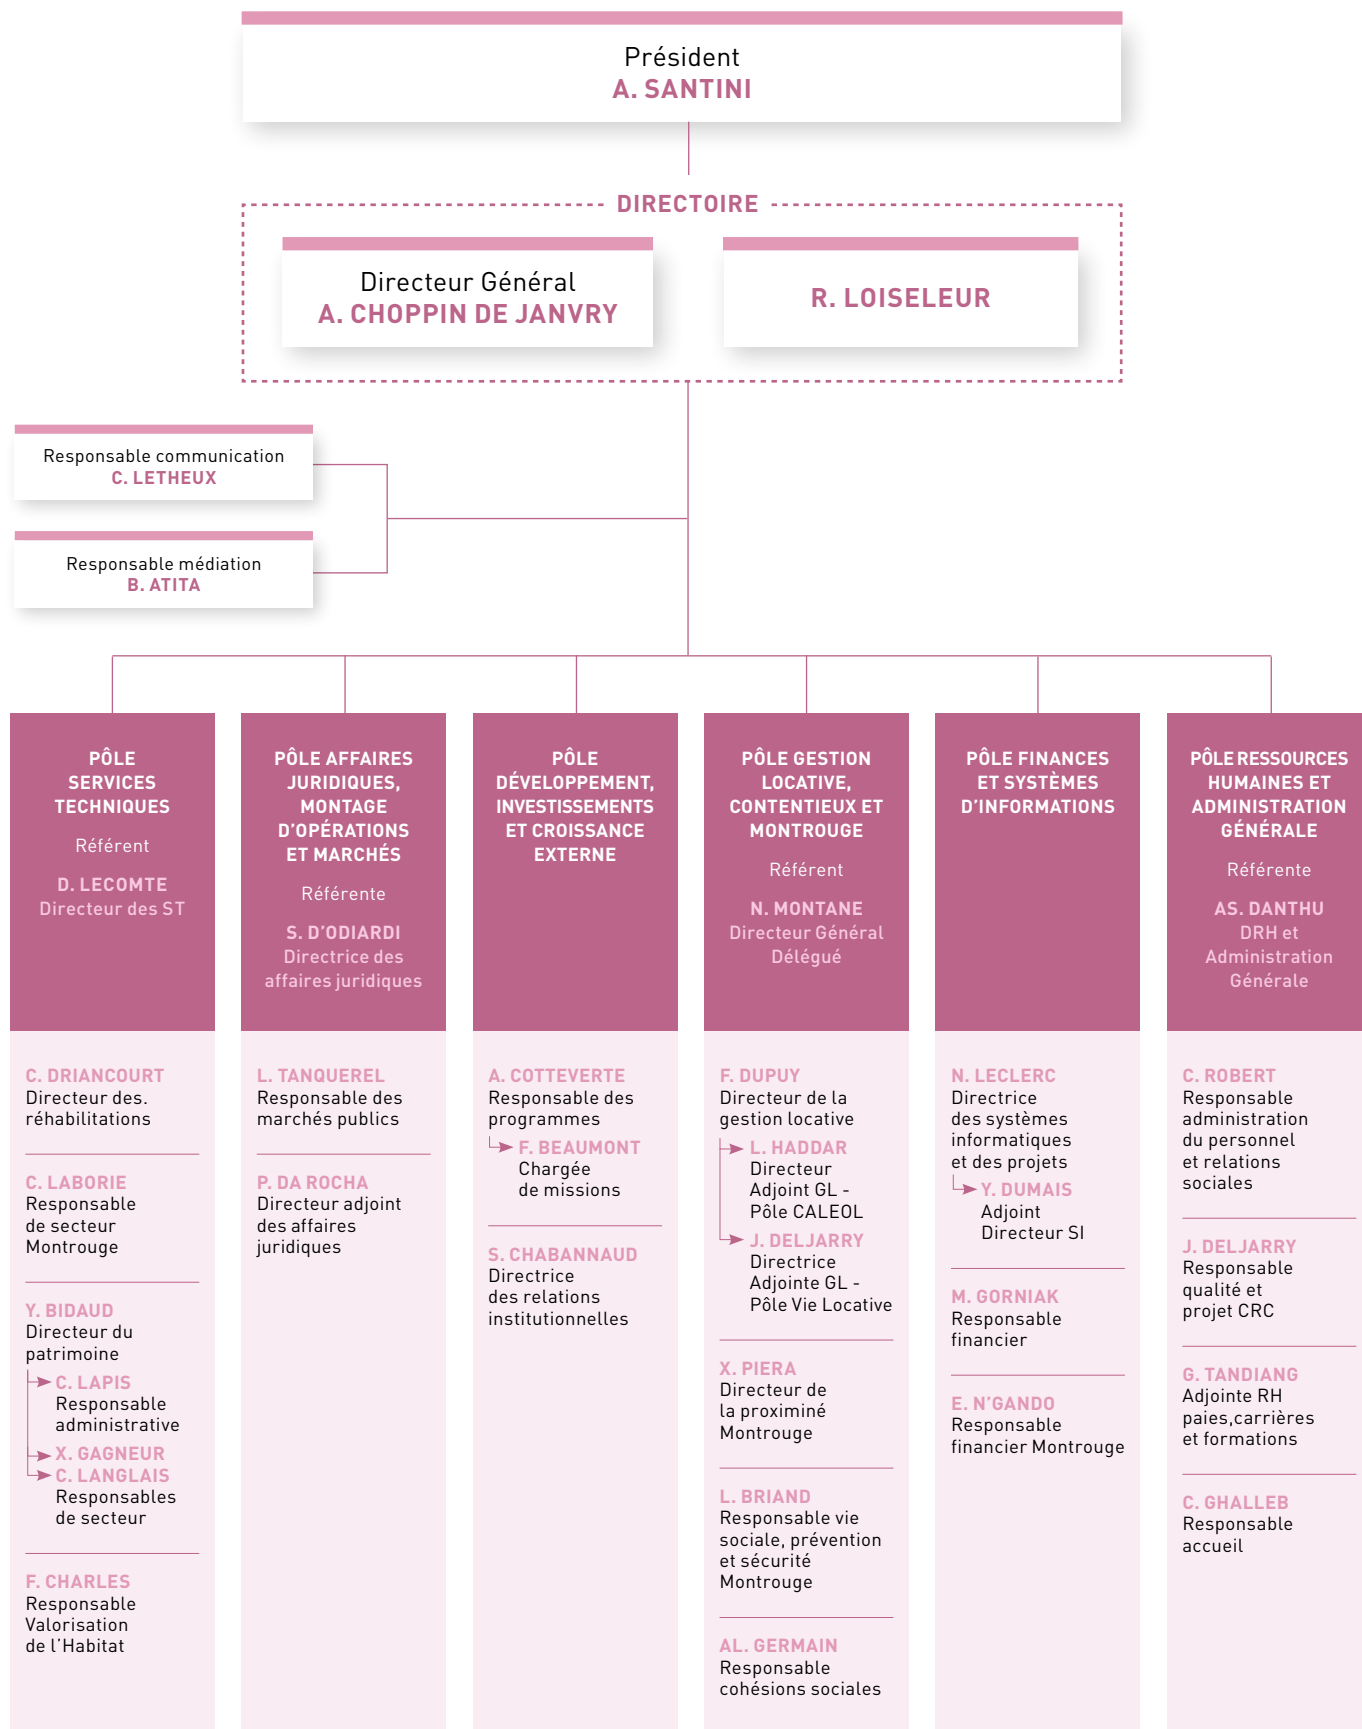 Président
A. SANTINI
DIRECTOIRE
Directeur Général
A. CHOPPIN DE JANVRY
R. LOISELEUR
Responsable communication
C. LETHEUX
Responsable médiation
B. ATITA
PÔLE
SERVICES
TECHNIQUES
Référent
D. LECOMTE
Directeur des ST
C. DRIANCOURT
Directeur des.
réhabilitations
C. LABORIE
Responsable
de secteur
Montrouge
Y. BIDAUD
Directeur du
patrimoine
C. LAPIS
Responsable
administrative
X. GAGNEUR
C. LANGLAIS
Responsables
de secteur
F. CHARLES
Responsable
Valorisation
de l'Habitat
PÔLE AFFAIRES
JURIDIQUES,
MONTAGE
D'OPÉRATIONS
ET MARCHÉS
Référente
S. D'ODIARDI
Directrice des
affaires juridiques
L. TANQUEREL
Responsable des
marchés publics
P. DA ROCHA
Directeur adjoint
des affaires
juridiques
PÔLE
DÉVELOPPEMENT,
INVESTISSEMENTS
ET CROISSANCE
EXTERNE
A. COTTEVERTE
Responsable des
programmes
F. BEAUMONT
Chargée
de missions
S. CHABANNAUD
Directrice
des relations
institutionnelles
PÔLE GESTION
LOCATIVE,
CONTENTIEUX ET
MONTROUGE
Référent
N. MONTANE
Directeur Général
Délégué
F. DUPUY
Directeur de la
gestion locative
L. HADDAR
Directeur
Adjoint GL -
Pôle CALEOL
J. DELJARRY
Directrice
Adjointe GL -
Pôle Vie Locative
X. PIERA
Directeur de
la proximiné
Montrouge
L. BRIAND
Responsable vie
sociale, prévention
et sécurité
Montrouge
AL. GERMAIN
Responsable
cohésions sociales
PÔLE FINANCES
ET SYSTÈMES
D'INFORMATIONS
N. LECLERC
Directrice
des systèmes
informatiques
et des projets
Y. DUMAIS
Adjoint
Directeur SI
M. GORNIAK
Responsable
financier
E. N'GANDO
Responsable
financier Montrouge
PÔLE RESSOURCES
HUMAINES ET
ADMINISTRATION
GÉNÉRALE
Référente
AS. DANTHU
DRH et
Administration
Générale
C. ROBERT
Responsable
administration
du personnel
et relations
sociales
J. DELJARRY
Responsable
qualité et
projet CRC
G. TANDIANG
Adjointe RH
paies,carrières
et formations
C. GHALLEB
Responsable
accueil